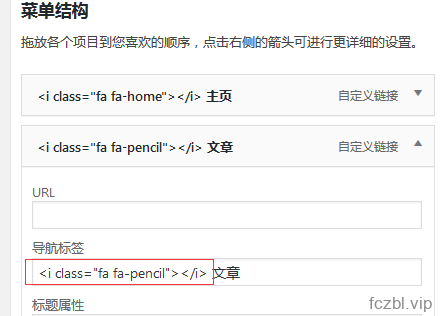 菜单结构
拖放各个项目到您喜欢的顺序，点击右侧的箭头可进行更详细的设置。
<i class="fa fa-home"></i> 主页 自定义链接
<i class="fa fa-pencil"></i> 文章 自定义链接
URL
导航标签
<i class="fa fa-pencil"></i> 文章
标题属性
fczbl.vip